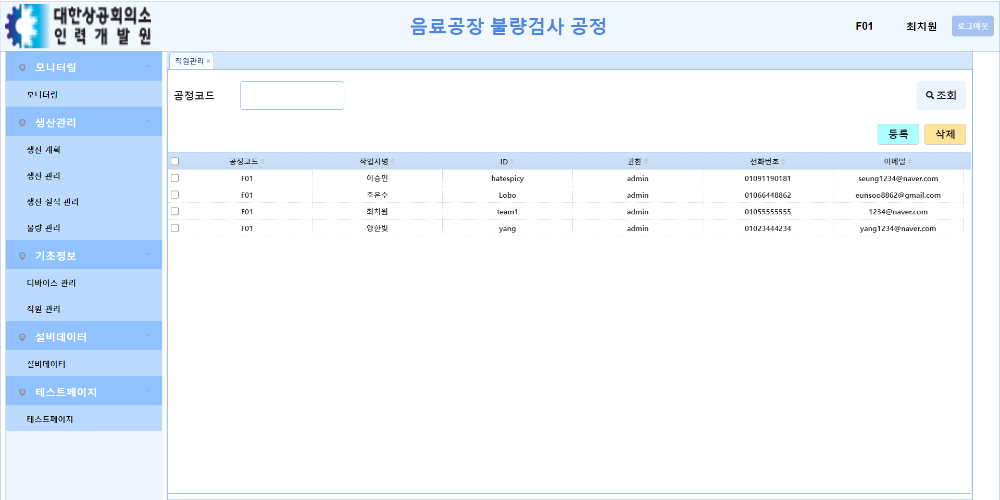 대한상공회의소
인력개발원
음료공장 불량검사 공정
F01 최치원 로그아웃
모니터링
모니터링
생산관리
생산 계획
생산 관리
생산 실적 관리
불량 관리
기초정보
디바이스 관리
직원 관리
설비데이터
설비데이터
테스트페이지
테스트페이지
직원관리 ×
공정코드 조회
등록 삭제
공정코드 작업자명 ID 권한 전화번호 이메일
F01 이승민 hatespicy admin 01091190181 seung1234@naver.com
F01 조은수 Lobo admin 01066448862 eunsoo8862@gmail.com
F01 최치원 team1 admin 01055555555 1234@naver.com
F01 양한빛 yang admin 01023444234 yang1234@naver.com